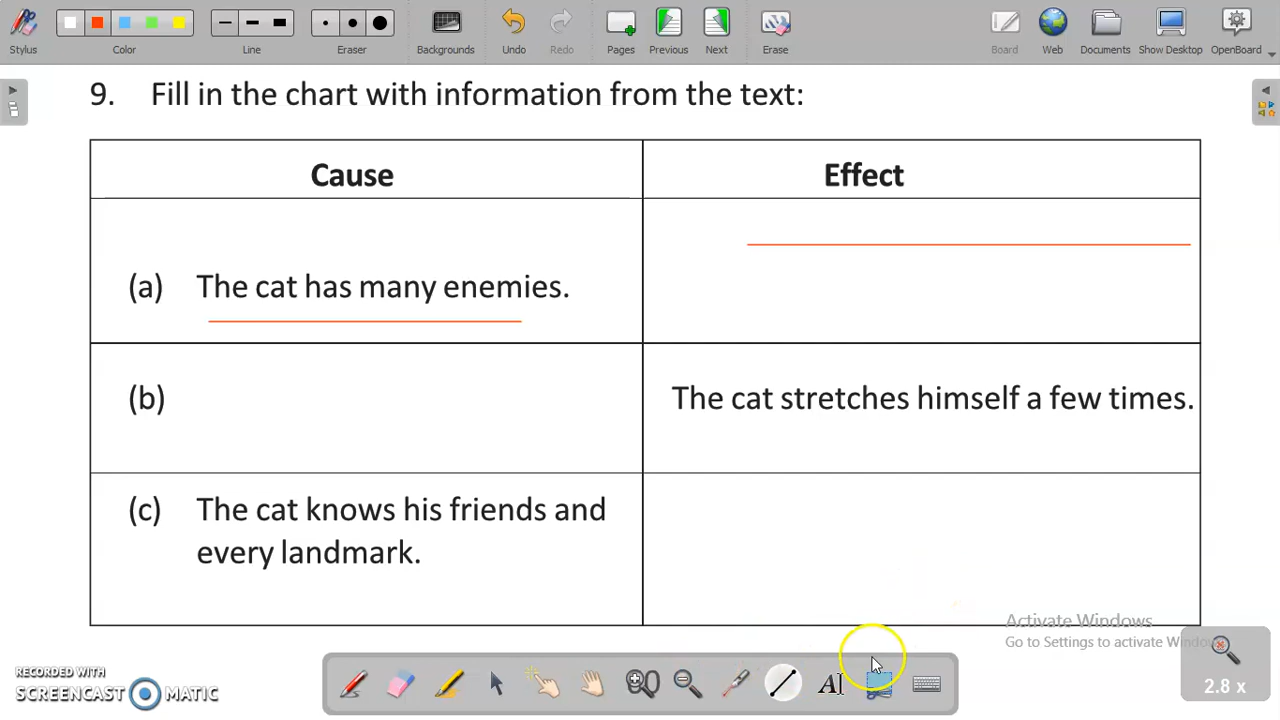 Stylus Color Line Eraser Backgrounds Undo Redo Pages Previous Next Erase Board Web Documents Show Desktop OpenBoard
9. Fill in the chart with information from the text:
Cause Effect
(a) The cat has many enemies.
(b) The cat stretches himself a few times.
(c) The cat knows his friends and
every landmark.
Activate Windows
Go to Settings to activate Windows
RECORDED WITH
SCREENCAST MATIC
2.8 x